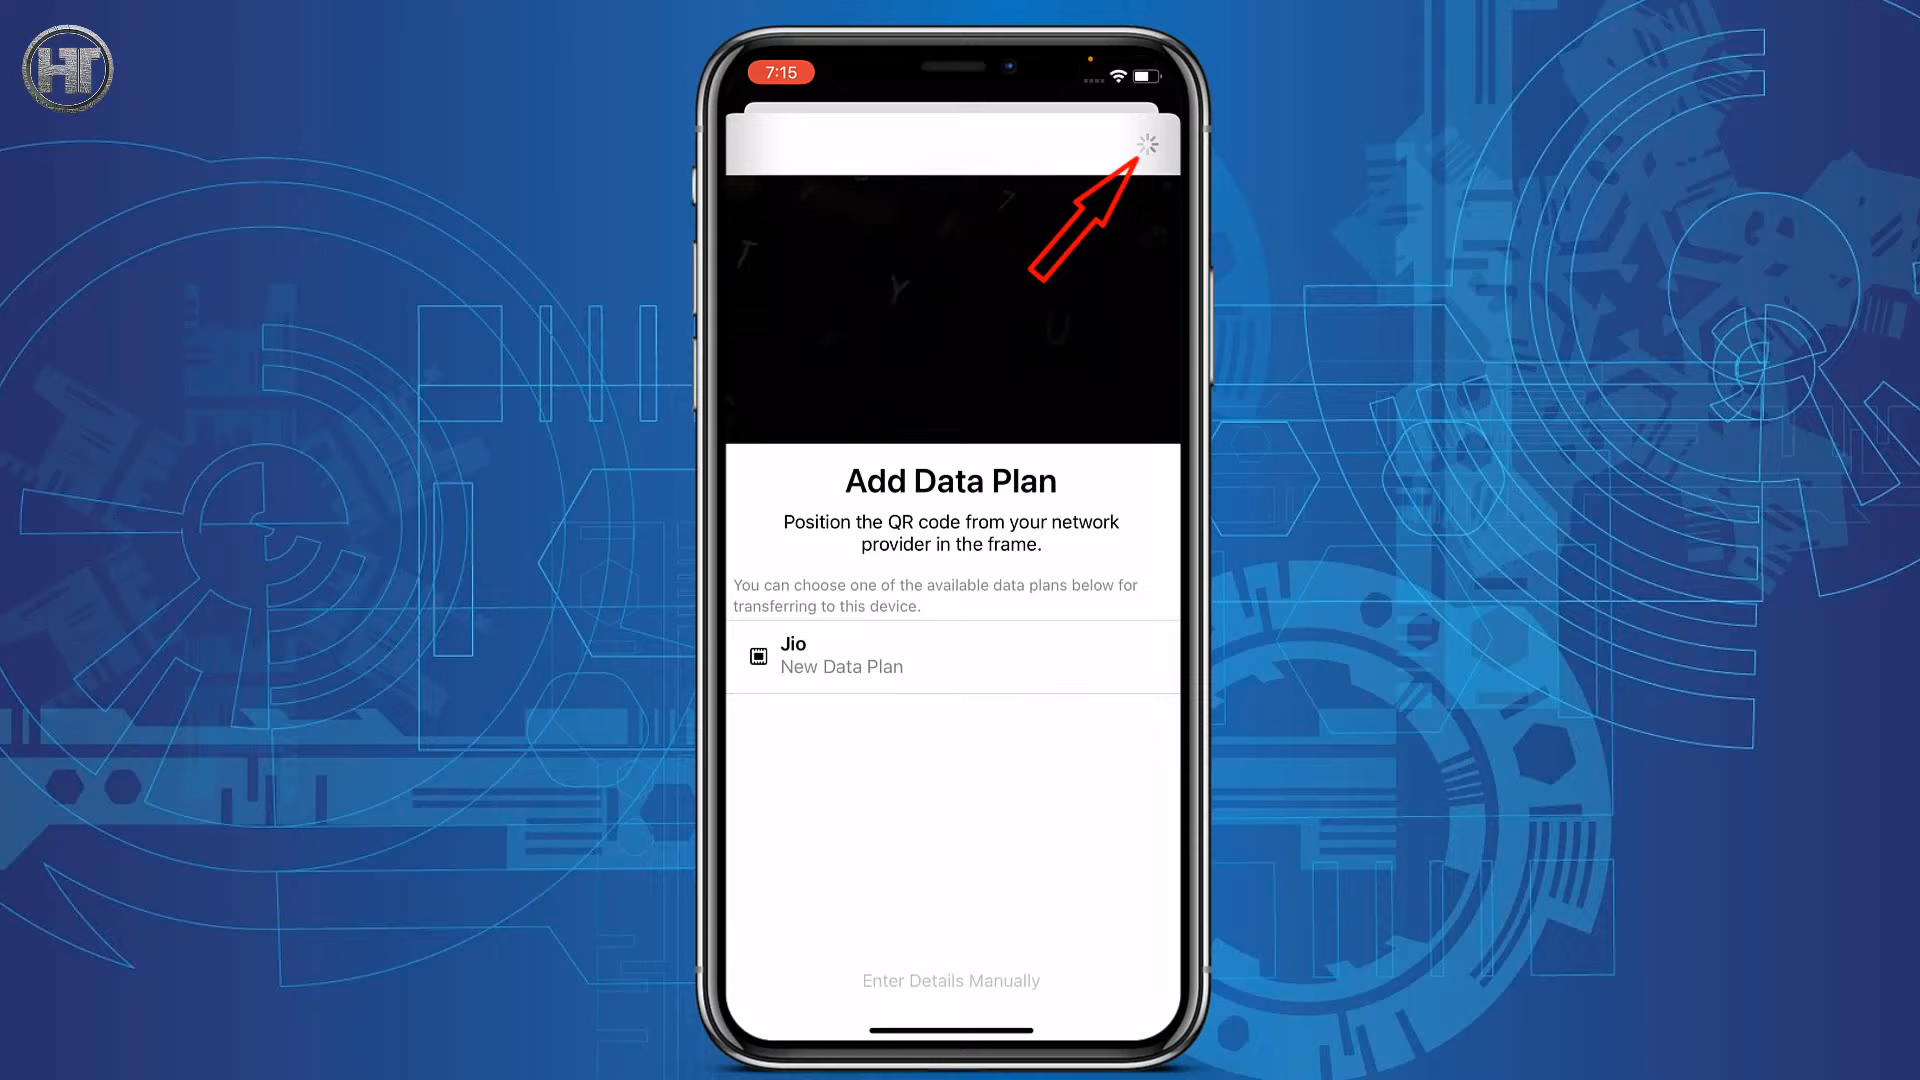 HT
7:15
T
Y
U
Add Data Plan
Position the QR code from your network
provider in the frame.
You can choose one of the available data plans below for
transferring to this device.
Jio
New Data Plan
Enter Details Manually